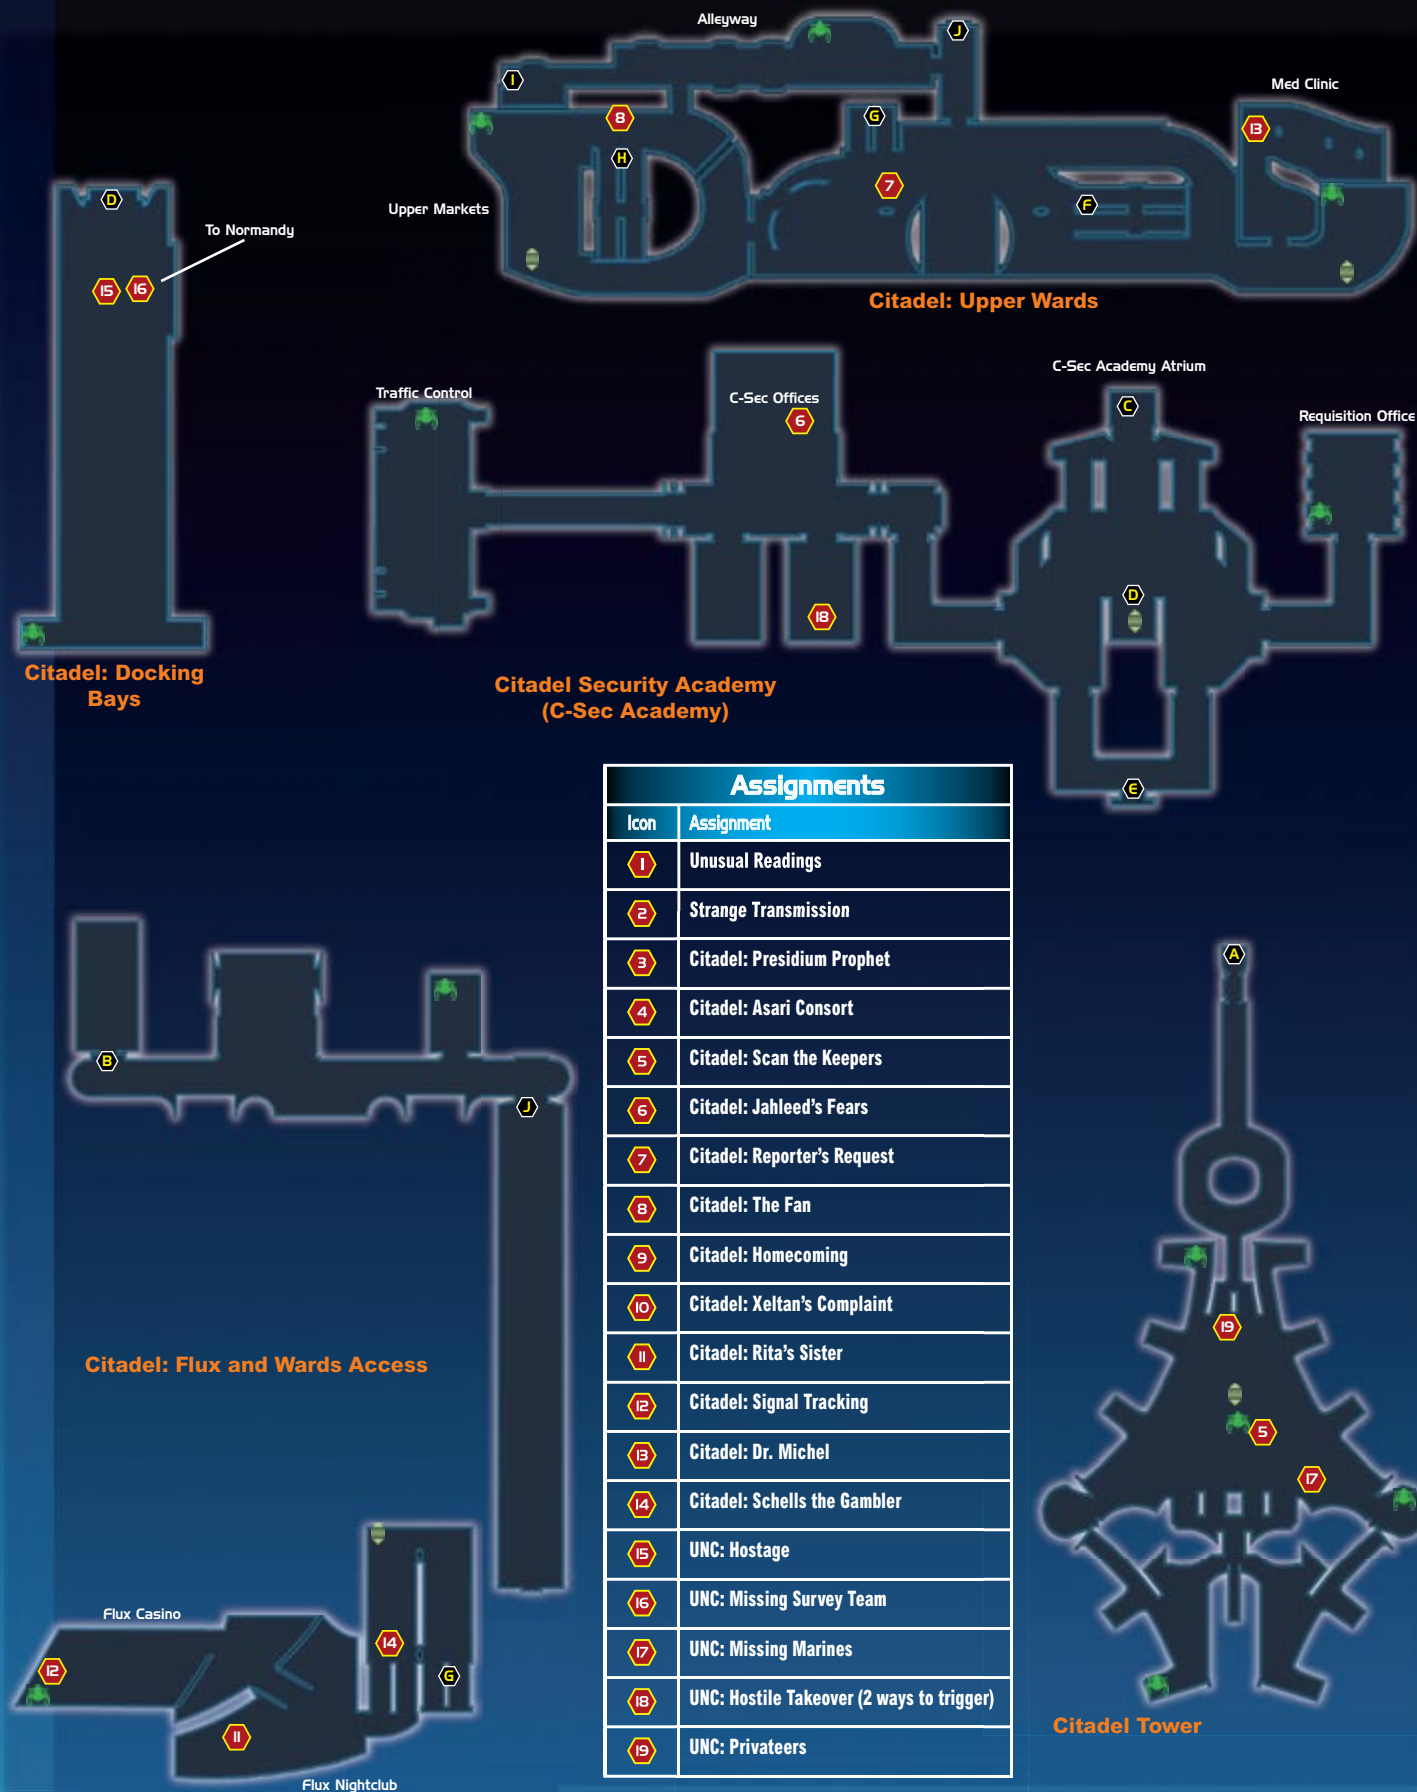 Alleyway
J
I
Med Clinic
8
G
13
H
7
Upper Markets
F
D
To Normandy
15
16
Citadel: Upper Wards
C-Sec Academy Atrium
Traffic Control
C-Sec Offices
C
Requisition Office
6
D
18
Citadel: Docking
Bays
Citadel Security Academy
(C-Sec Academy)
E
Assignments
Icon Assignment
1 Unusual Readings
2 Strange Transmission
3 Citadel: Presidium Prophet
4 Citadel: Asari Consort
5 Citadel: Scan the Keepers
6 Citadel: Jahleed's Fears
7 Citadel: Reporter's Request
8 Citadel: The Fan
9 Citadel: Homecoming
10 Citadel: Xeltan's Complaint
11 Citadel: Rita's Sister
12 Citadel: Signal Tracking
13 Citadel: Dr. Michel
14 Citadel: Schells the Gambler
15 UNC: Hostage
16 UNC: Missing Survey Team
17 UNC: Missing Marines
18 UNC: Hostile Takeover (2 ways to trigger)
19 UNC: Privateers
B
J
Citadel: Flux and Wards Access
Flux Casino
14
12
G
11
Flux Nightclub
A
19
5
17
Citadel Tower